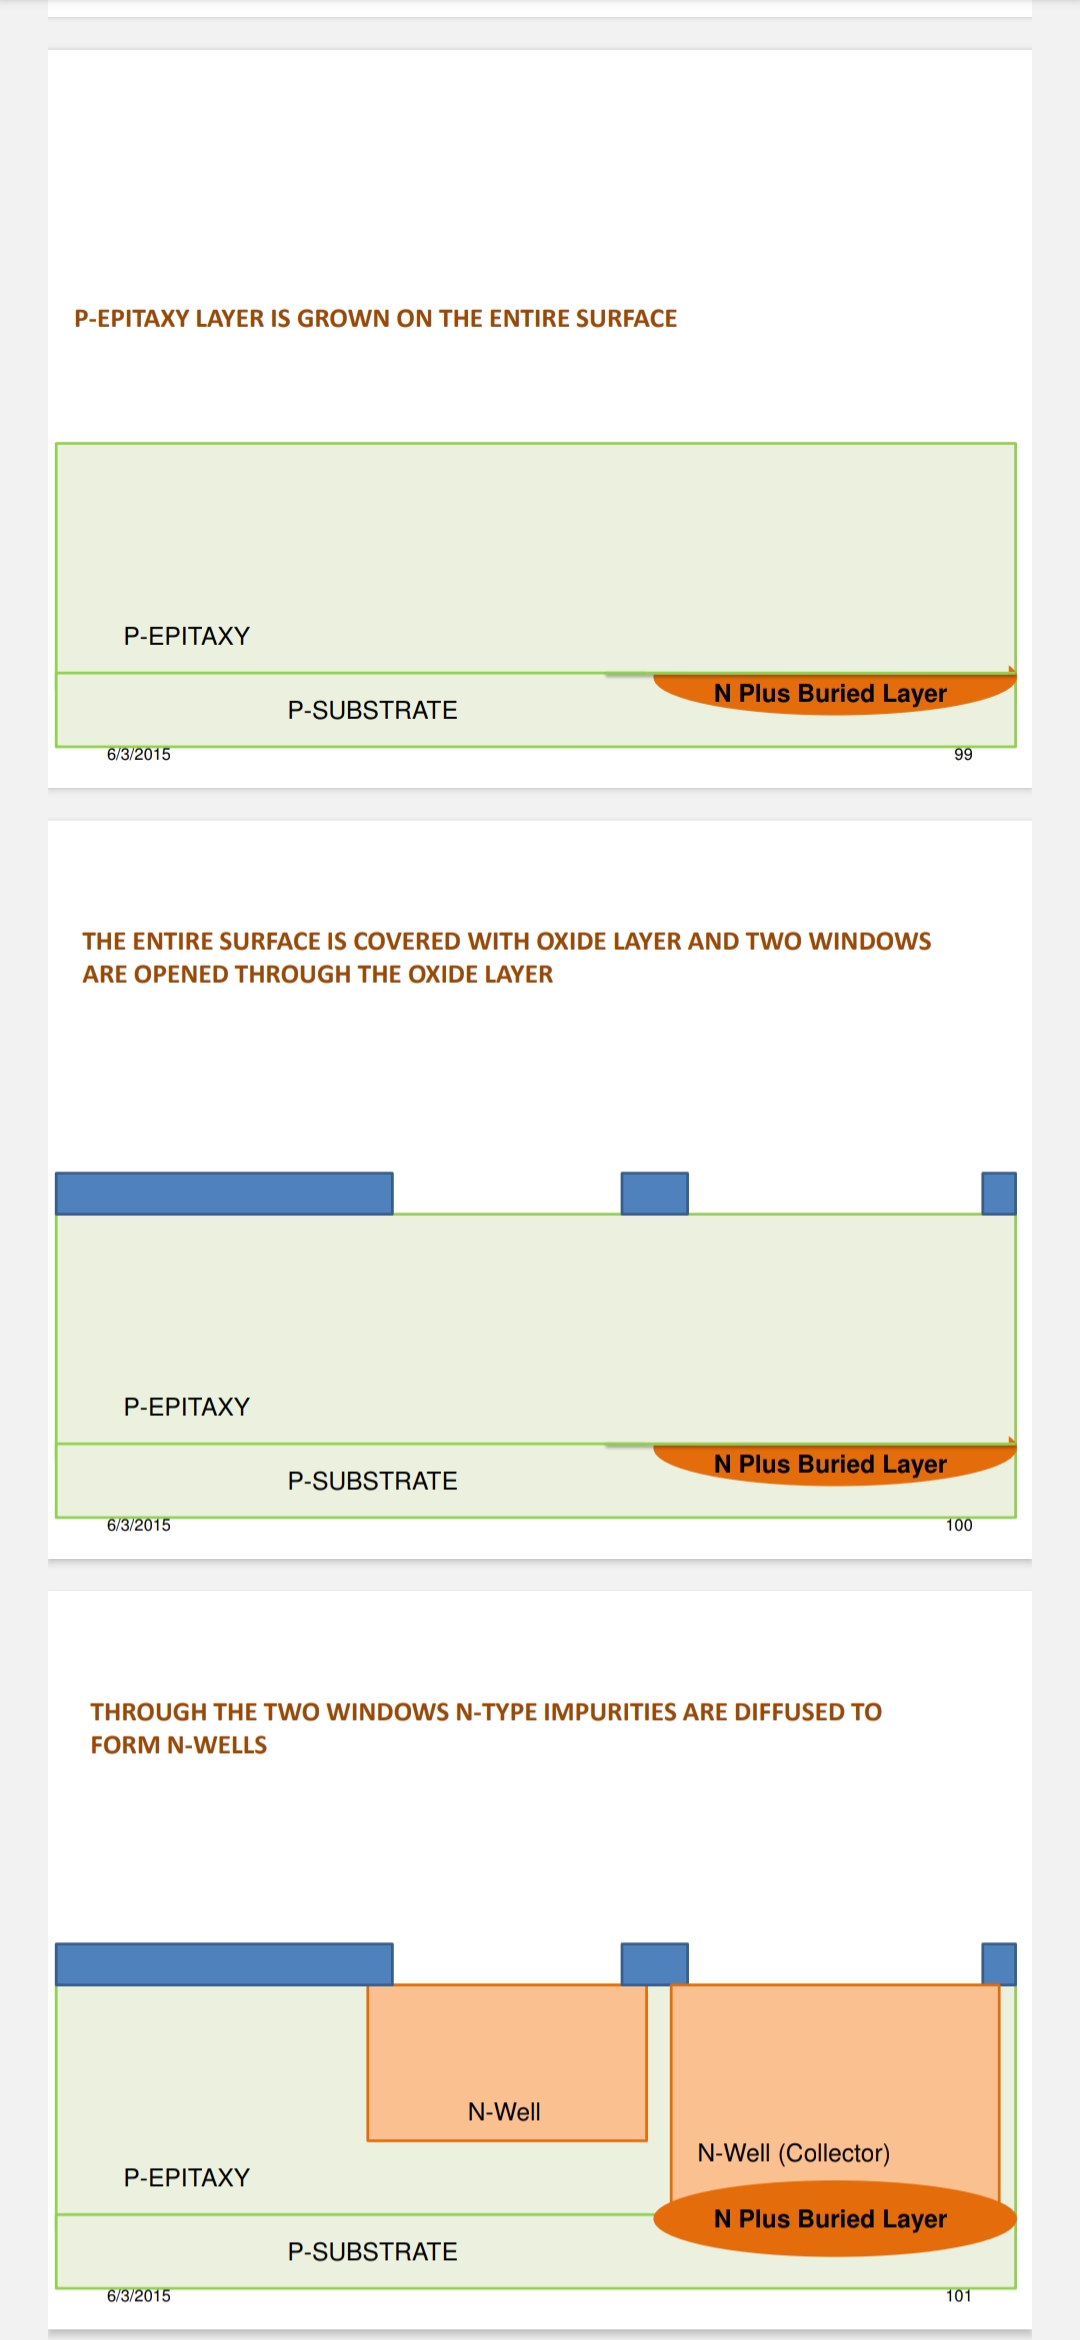 P-EPITAXY LAYER IS GROWN ON THE ENTIRE SURFACE
P-EPITAXY
N Plus Buried Layer
P-SUBSTRATE
6/3/2015
99
THE ENTIRE SURFACE IS COVERED WITH OXIDE LAYER AND TWO WINDOWS
ARE OPENED THROUGH THE OXIDE LAYER
P-EPITAXY
N Plus Buried Layer
P-SUBSTRATE
6/3/2015
100
THROUGH THE TWO WINDOWS N-TYPE IMPURITIES ARE DIFFUSED TO
FORM N-WELLS
N-Well
N-Well (Collector)
P-EPITAXY
N Plus Buried Layer
P-SUBSTRATE
6/3/2015
101